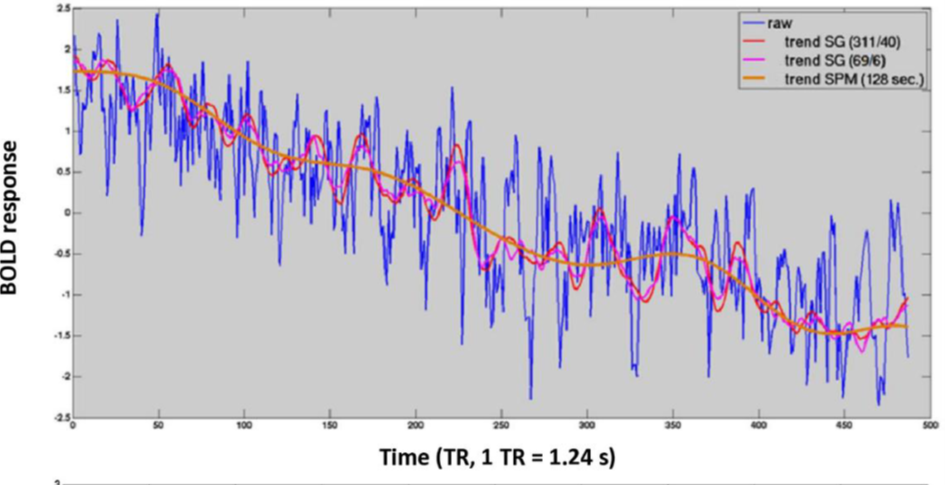 2.5
2
1.5
1
0.5
0
-0.5
-1
-1.5
-2
-2.5
BOLD response
raw
trend SG (311/40)
trend SG (69/6)
trend SPM (128 sec.)
0 50 100 150 200 250 300 350 400 450 500
Time (TR, 1 TR = 1.24 s)